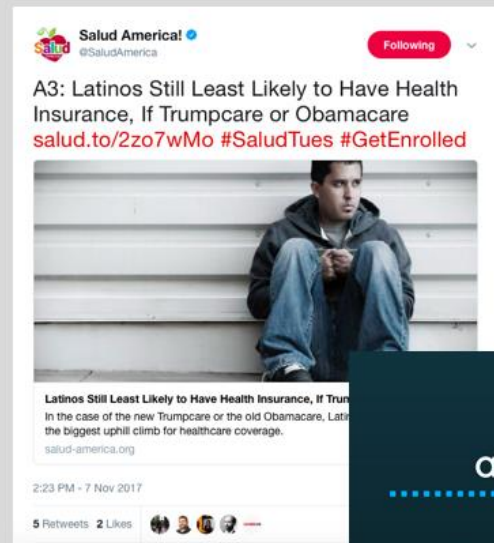 Salud America!
@SaludAmerica
Following
A3: Latinos Still Least Likely to Have Health
Insurance, If Trumpcare or Obamacare
salud.to/2zo7wMo #SaludTues #GetEnrolled
Latinos Still Least Likely to Have Health Insurance, If
In the case of the new Trumpcare or the old Obamacare,
the biggest uphill climb for healthcare coverage.
salud-america.org
2:23 PM - 7 Nov 2017
5 Retweets 2 Likes